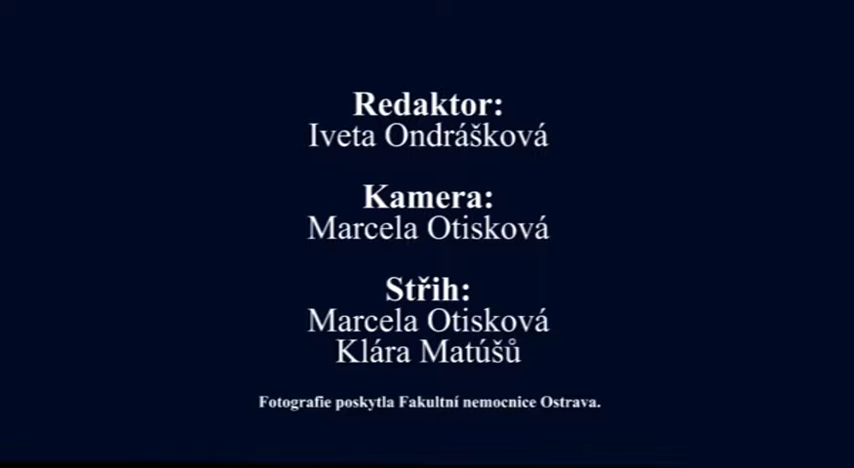 Redaktor:
Iveta Ondrášková
Kamera:
Marcela Otisková
Střih:
Marcela Otisková
Klára Matúšů
Fotografie poskytla Fakultní nemocnice Ostrava.